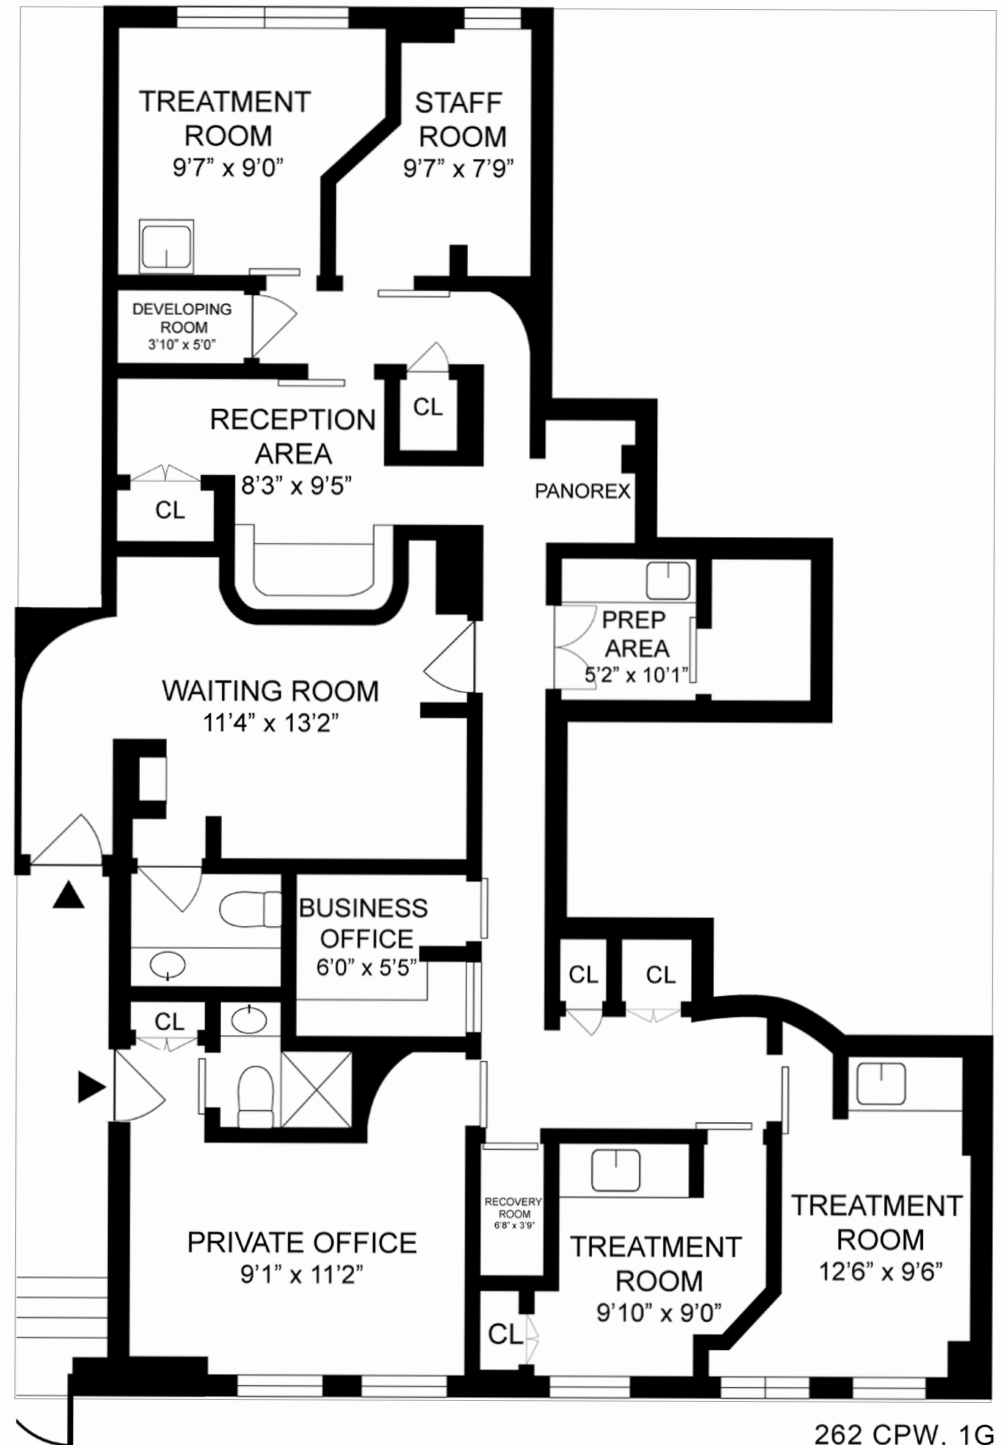 TREATMENT
ROOM
9'7" x 9'0"
STAFF
ROOM
9'7" x 7'9"
DEVELOPING
ROOM
3'10" x 5'0"
CL
RECEPTION
AREA
8'3" x 9'5"
CL
PANOREX
PREP
AREA
5'2" x 10'1"
WAITING ROOM
11'4" x 13'2"
BUSINESS
OFFICE
6'0" x 5'5"
CL
CL
CL
RECOVERY
ROOM
6'8" x 3'9"
TREATMENT
ROOM
12'6" x 9'6"
PRIVATE OFFICE
9'1" x 11'2"
TREATMENT
ROOM
9'10" x 9'0"
CL
262 CPW, 1G